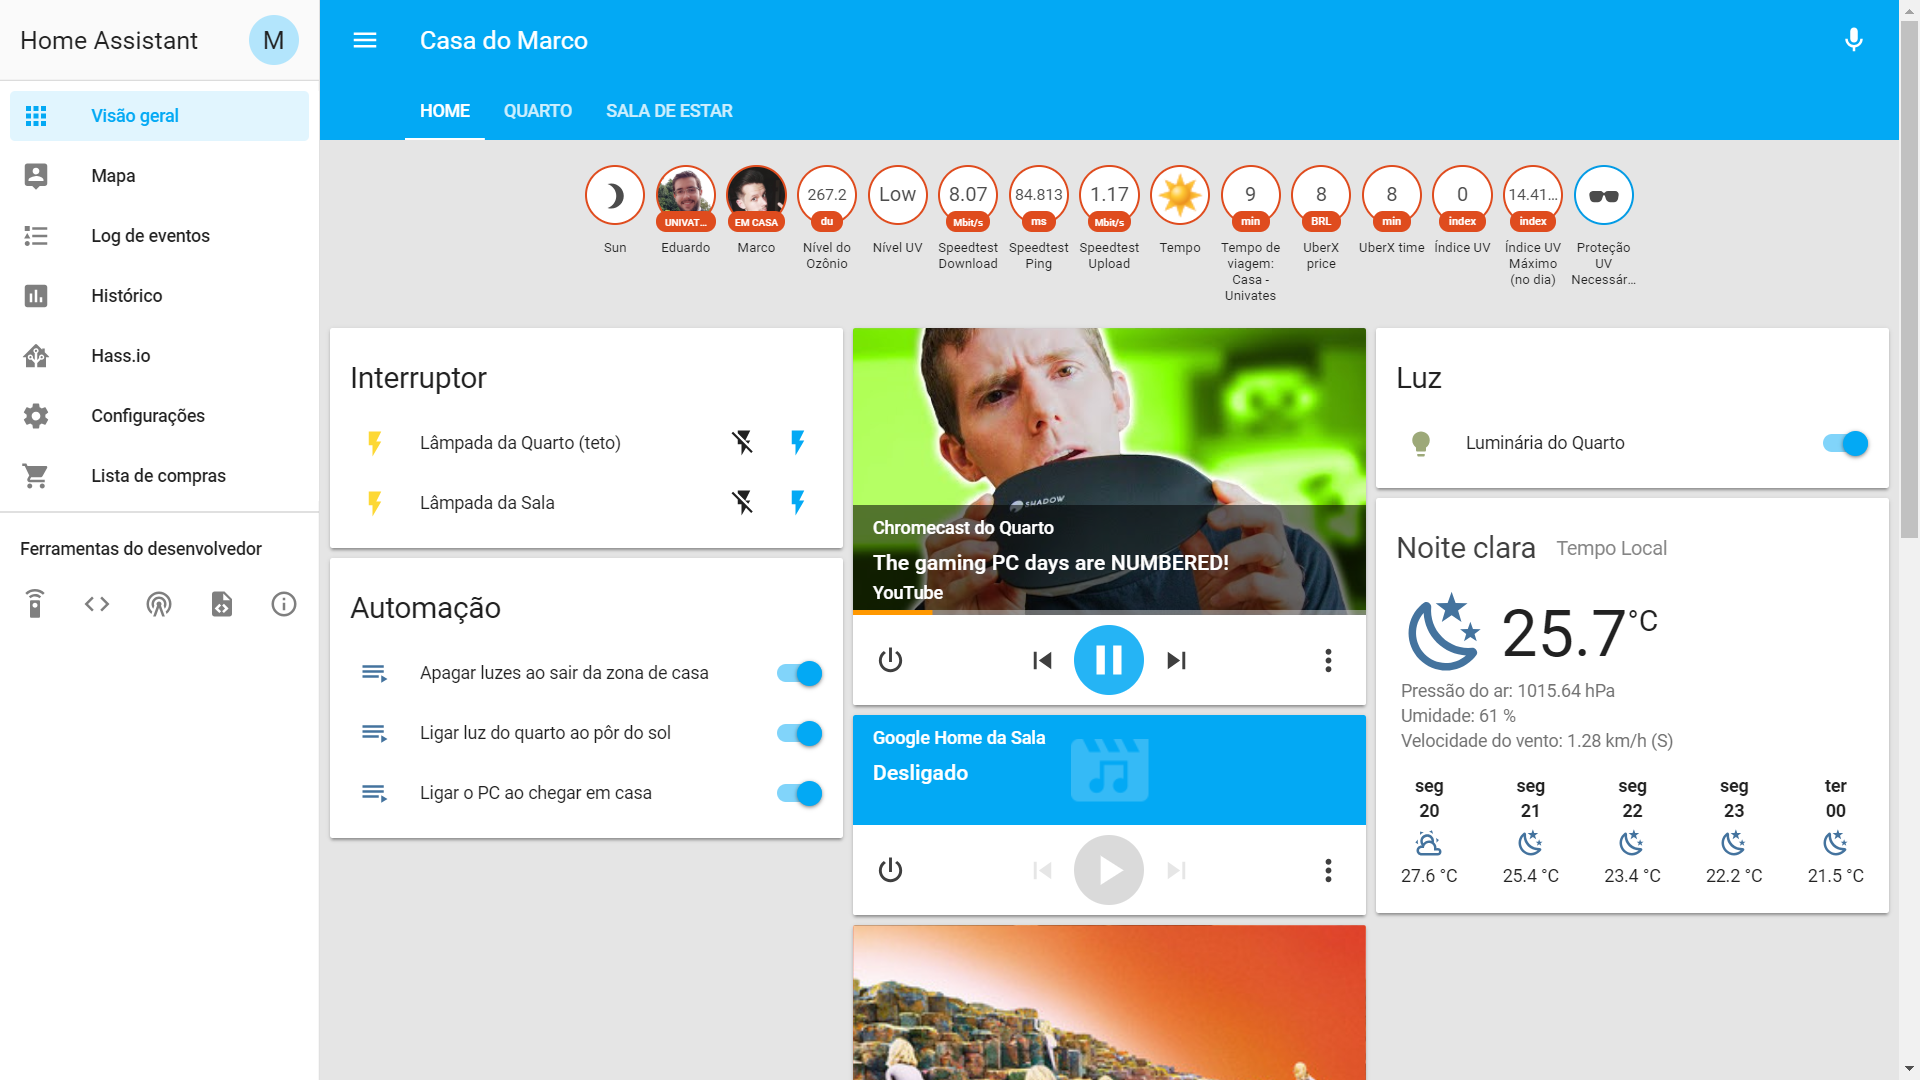 Home Assistant
M
Visão geral
Mapa
Log de eventos
Histórico
Hass.io
Configurações
Lista de compras
Ferramentas do desenvolvedor
Casa do Marco
HOME QUARTO SALA DE ESTAR
Sun
UNIVAT...
Eduardo
EM CASA
Marco
267.2
du
Nível do
Ozônio
Low
Nível UV
8.07
Mbit/s
Speedtest
Download
84.813
ms
Speedtest
Ping
1.17
Mbit/s
Speedtest
Upload
Tempo
9
min
Tempo de
viagem:
Casa -
Univates
8
BRL
UberX
price
8
min
UberX time
0
index
Índice UV
14.41...
index
Índice UV
Máximo
(no dia)
Proteção
UV
Necessár...
Interruptor
Lâmpada da Quarto (teto)
Lâmpada da Sala
Automação
Apagar luzes ao sair da zona de casa
Ligar luz do quarto ao pôr do sol
Ligar o PC ao chegar em casa
SHADOW
Chromecast do Quarto
The gaming PC days are NUMBERED!
YouTube
Google Home da Sala
Desligado
Luz
Luminária do Quarto
Noite clara Tempo Local
25.7 °C
Pressão do ar: 1015.64 hPa
Umidade: 61 %
Velocidade do vento: 1.28 km/h (S)
seg seg seg seg ter
20 21 22 23 00
27.6 °C 25.4 °C 23.4 °C 22.2 °C 21.5 °C